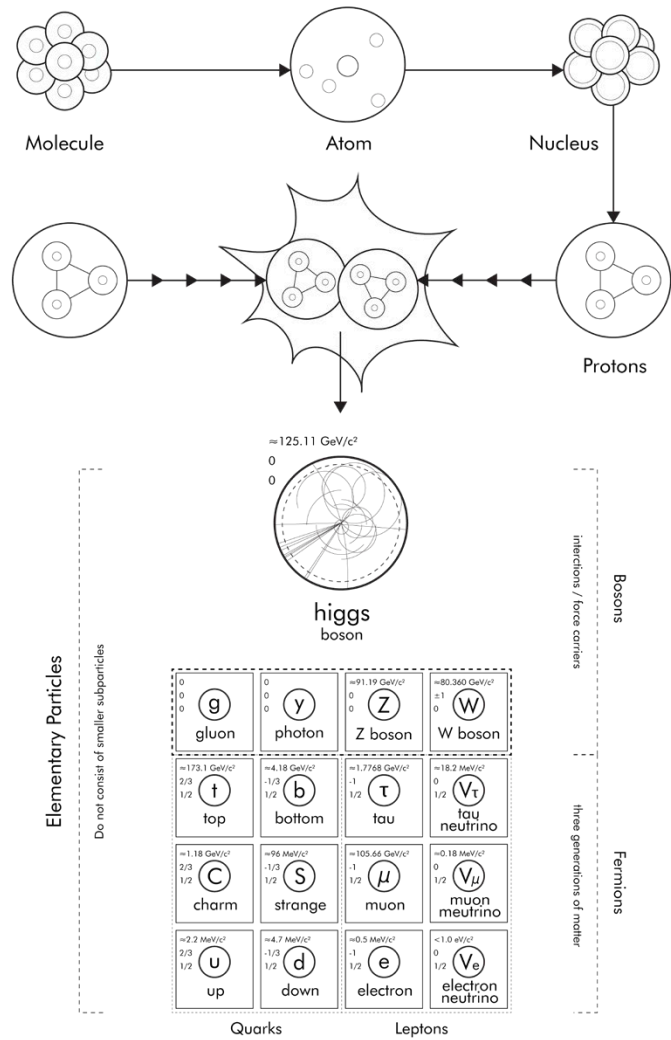 Molecule
Atom
Nucleus
Protons
≈125.11 GeV/c²
0
0
higgs
boson
Elementary Particles
Do not consist of smaller subparticles
interctions / force carriers
Bosons
three generations of matter
Fermions
0
0
0
g
gluon
0
0
0
y
photon
≈91.19 GeV/c²
0
0
Z
Z boson
≈80.360 GeV/c²
±1
0
W
W boson
≈173.1 GeV/c²
2/3
1/2
t
top
≈4.18 GeV/c²
-1/3
1/2
b
bottom
≈1.7768 GeV/c²
-1
1/2
τ
tau
≈18.2 MeV/c²
0
1/2
Vτ
tau
neutrino
≈1.18 GeV/c²
2/3
1/2
C
charm
≈96 MeV/c²
-1/3
1/2
S
strange
≈105.66 MeV/c²
-1
1/2
μ
muon
≈0.18 MeV/c²
0
1/2
Vμ
muon
meutrino
≈2.2 MeV/c²
2/3
1/2
u
up
≈4.7 MeV/c²
-1/3
1/2
d
down
≈0.5 MeV/c²
-1
1/2
e
electron
<1.0 eV/c²
0
1/2
Ve
electron
neutrino
Quarks
Leptons